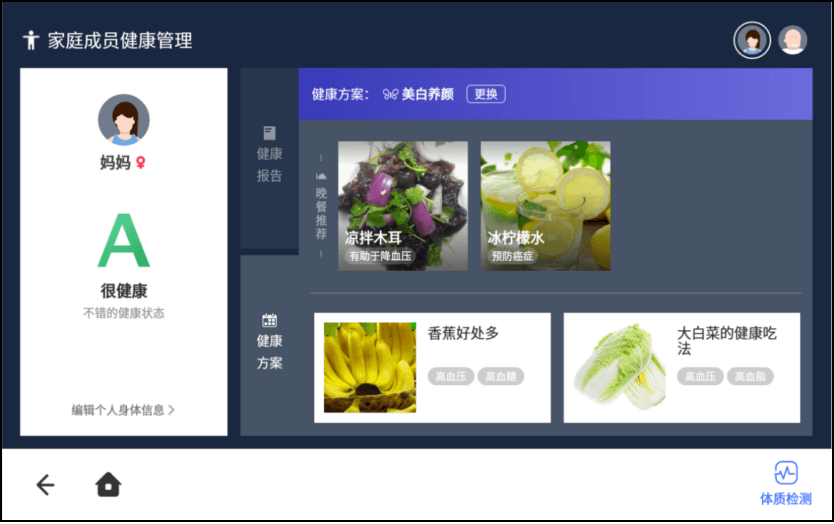 家庭成员健康管理
妈妈
A
很健康
不错的健康状态
编辑个人身体信息
健康
报告
健康
方案
健康方案： 美白养颜 更换
晚餐推荐
凉拌木耳
有助于降血压
冰柠檬水
预防癌症
香蕉好处多
高血压 高血糖
大白菜的健康吃
法
高血压 高血脂
体质检测